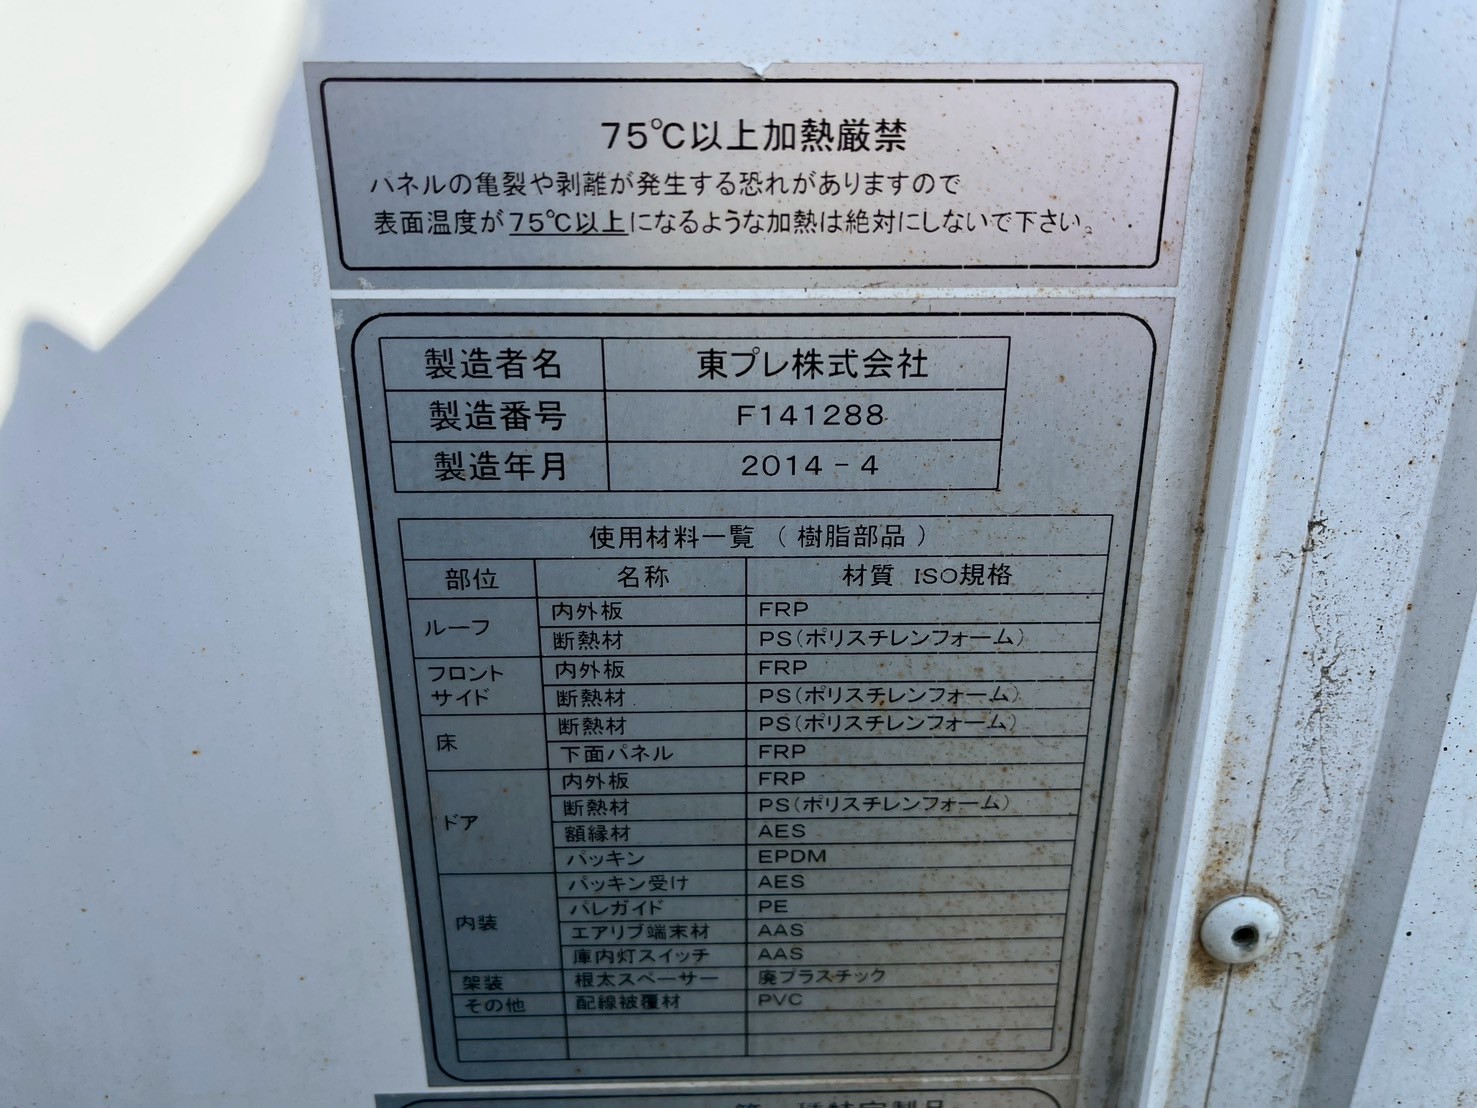 75℃以上加熱厳禁
ハネルの亀裂や剥離が発生する恐れがありますので
表面温度が75℃以上になるような加熱は絶対にしないで下さい。
製造者名 東プレ株式会社
製造番号 F141288
製造年月 2014-4
使用材料一覧 (樹脂部品)
部位 名称 材質 ISO規格
ルーフ 内外板 FRP
断熱材 PS(ポリスチレンフォーム)
フロントサイド 内外板 FRP
断熱材 PS(ポリスチレンフォーム)
床 断熱材 PS(ポリスチレンフォーム)
下面パネル FRP
ドア 内外板 FRP
断熱材 PS(ポリスチレンフォーム)
額縁材 AES
パッキン EPDM
内装 パッキン受け AES
パレガイド PE
エアリブ端末材 AAS
庫内灯スイッチ AAS
架装 根太スペーサー 廃プラスチック
その他 配線被覆材 PVC